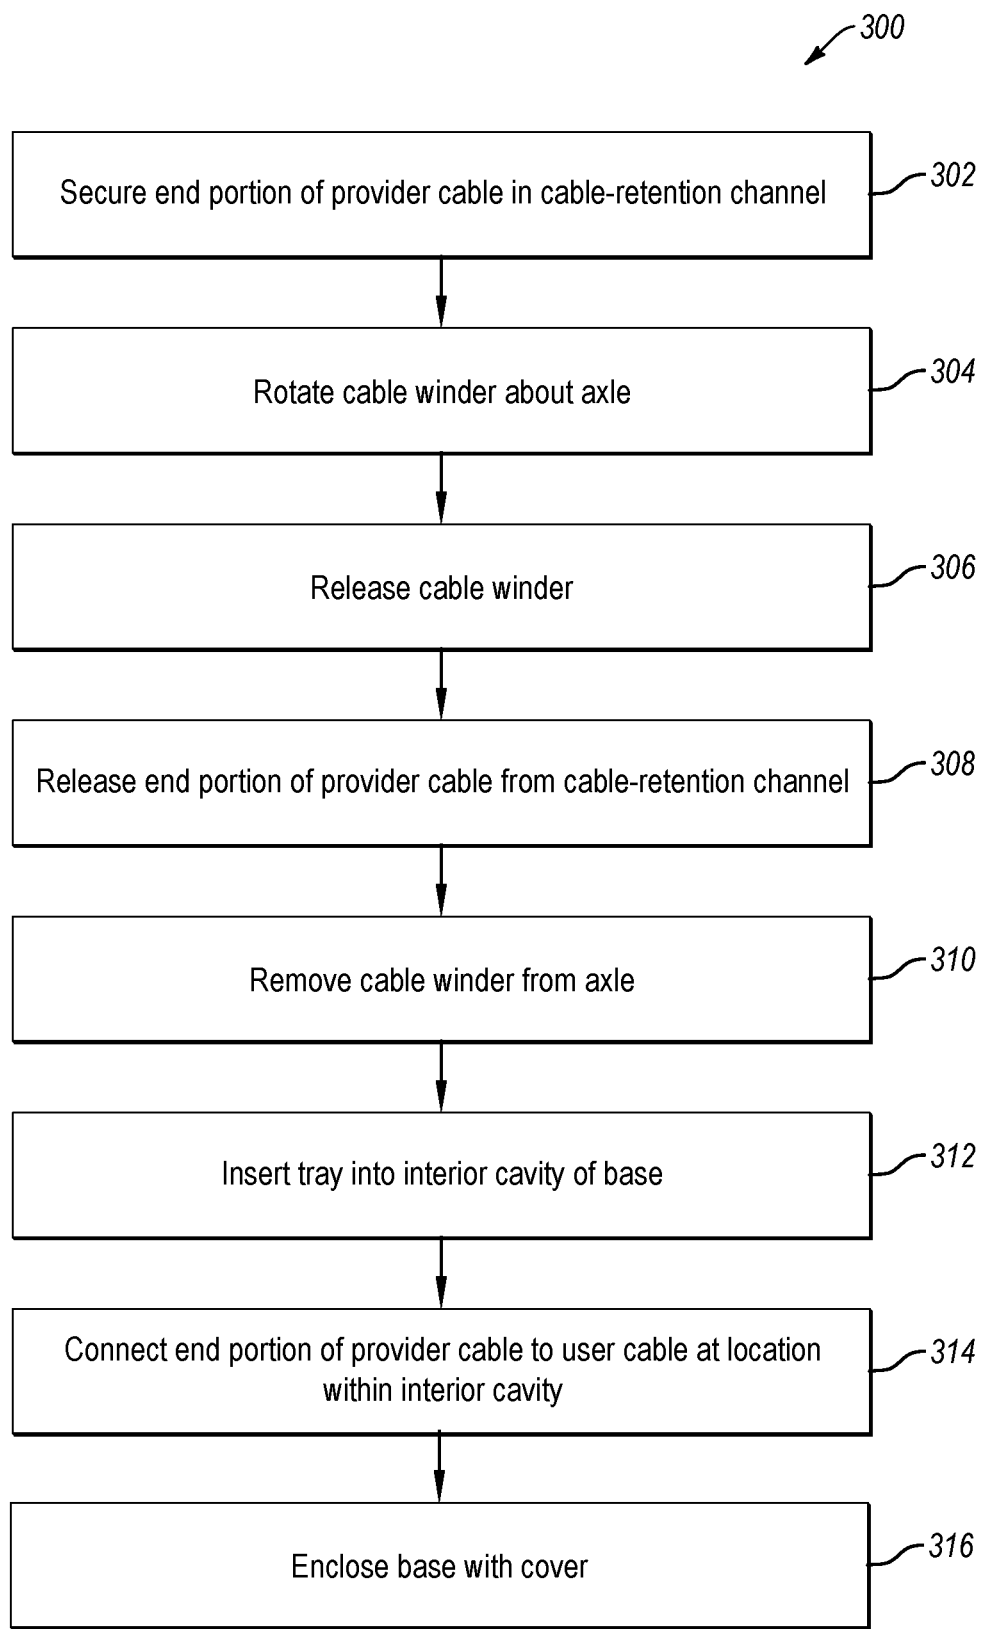 300
Secure end portion of provider cable in cable-retention channel
302
Rotate cable winder about axle
304
Release cable winder
306
Release end portion of provider cable from cable-retention channel
308
Remove cable winder from axle
310
Insert tray into interior cavity of base
312
Connect end portion of provider cable to user cable at location
within interior cavity
314
Enclose base with cover
316